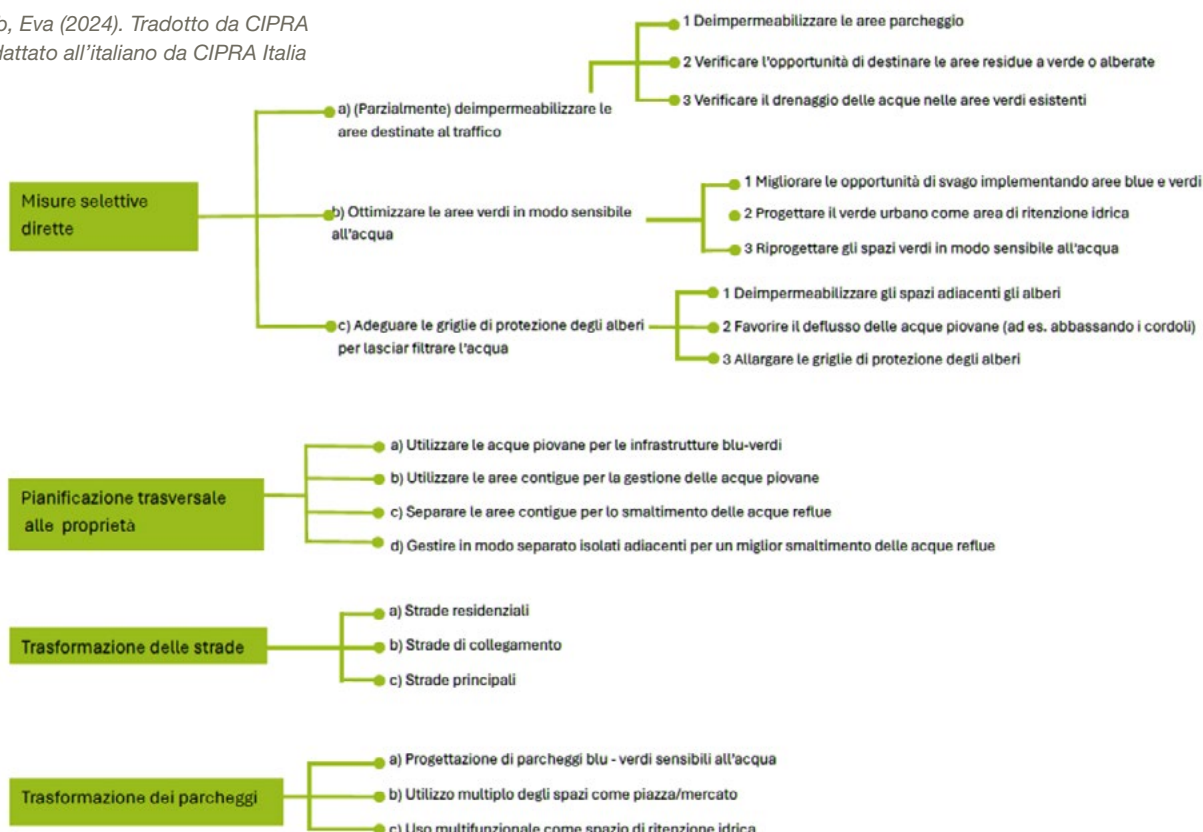 b, Eva (2024). Tradotto da CIPRA
dattato all'italiano da CIPRA Italia
Misure selettive
dirette
a) (Parzialmente) deimpermeabilizzare le
aree destinate al traffico
1 Deimpermeabilizzare le aree parcheggio
2 Verificare l'opportunità di destinare le aree residue a verde o alberate
3 Verificare il drenaggio delle acque nelle aree verdi esistenti
b) Ottimizzare le aree verdi in modo sensibile
all'acqua
1 Migliorare le opportunità di svago implementando aree blue e verdi
2 Progettare il verde urbano come area di ritenzione idrica
3 Riprogettare gli spazi verdi in modo sensibile all'acqua
c) Adeguare le griglie di protezione degli alberi
per lasciar filtrare l'acqua
1 Deimpermeabilizzare gli spazi adiacenti gli alberi
2 Favorire il deflusso delle acque piovane (ad es. abbassando i cordoli)
3 Allargare le griglie di protezione degli alberi
Pianificazione trasversale
alle proprietà
a) Utilizzare le acque piovane per le infrastrutture blu-verdi
b) Utilizzare le aree contigue per la gestione delle acque piovane
c) Separare le aree contigue per lo smaltimento delle acque reflue
d) Gestire in modo separato isolati adiacenti per un miglior smaltimento delle acque reflue
Trasformazione delle strade
a) Strade residenziali
b) Strade di collegamento
c) Strade principali
Trasformazione dei parcheggi
a) Progettazione di parcheggi blu - verdi sensibili all'acqua
b) Utilizzo multiplo degli spazi come piazza/mercato
c) Uso multifunzionale come spazio di ritenzione idrica